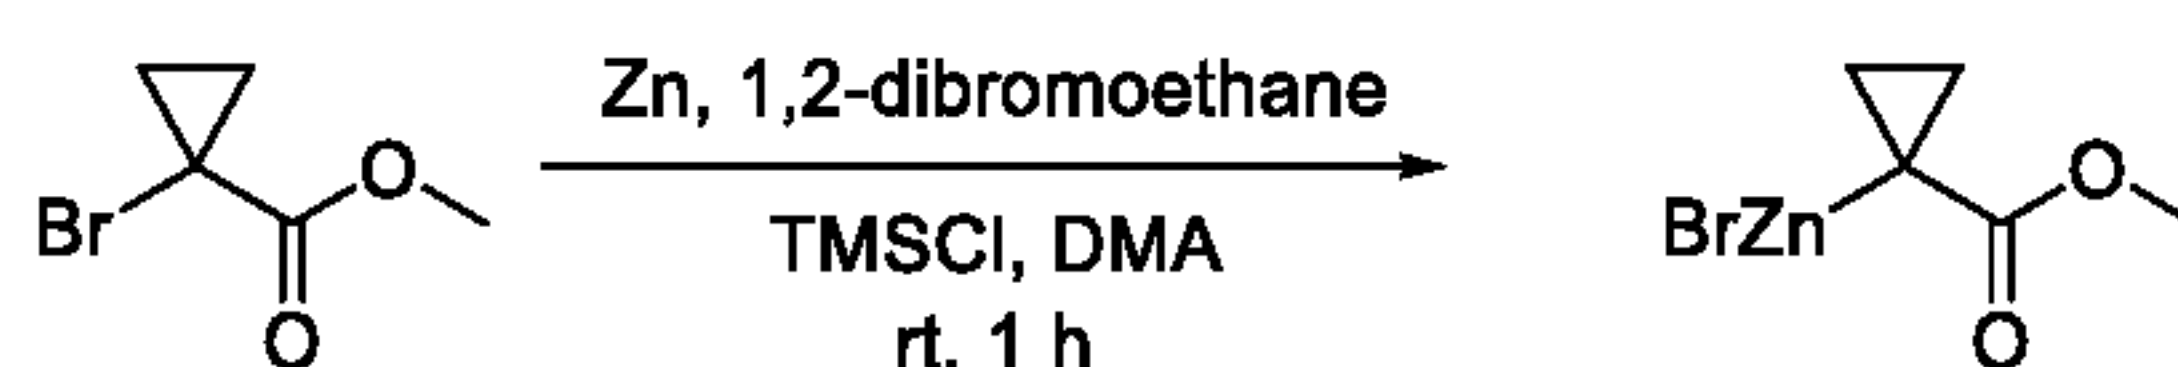 Zn, 1,2-dibromoethane
O
O
Br
BrZn
TMSCl, DMA
O
O
rt, 1 h